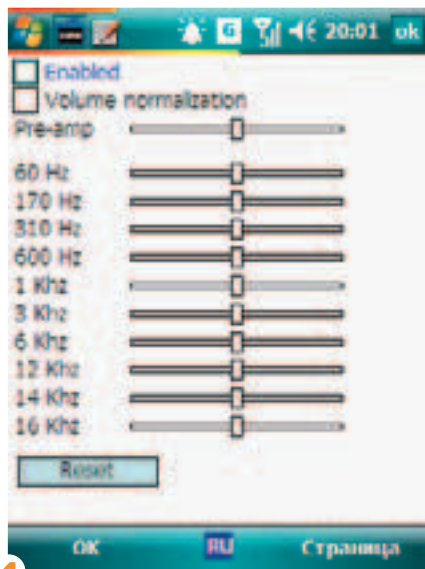 G 20:01 ok
Enabled
Volume normalization
Pre-amp
60 Hz
170 Hz
310 Hz
600 Hz
1 Khz
3 Khz
6 Khz
12 Khz
14 Khz
16 Khz
Reset
OK RU Страница